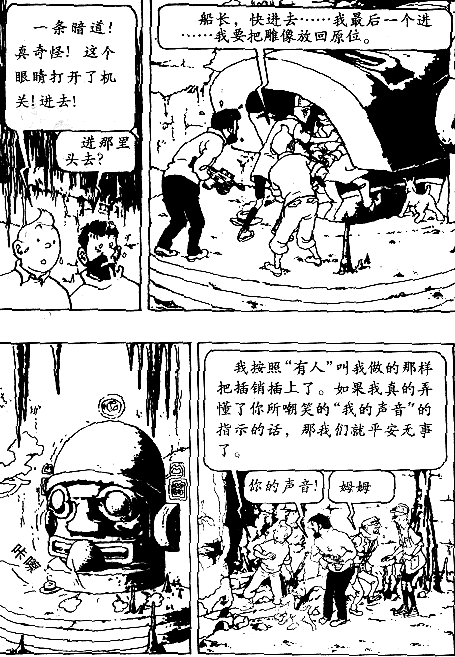 一条暗道！
真奇怪！这个
眼睛打开了机
关！进去！
进那里
头去？
船长，快进去……我最后一个进
……我要把雕像放回原位。
咔嚓
我按照“有人”叫我做的那样
把插销插上了。如果我真的弄
懂了你所嘲笑的“我的声音”的
指示的话，那我们就平安无事
了。
你的声音！
姆姆